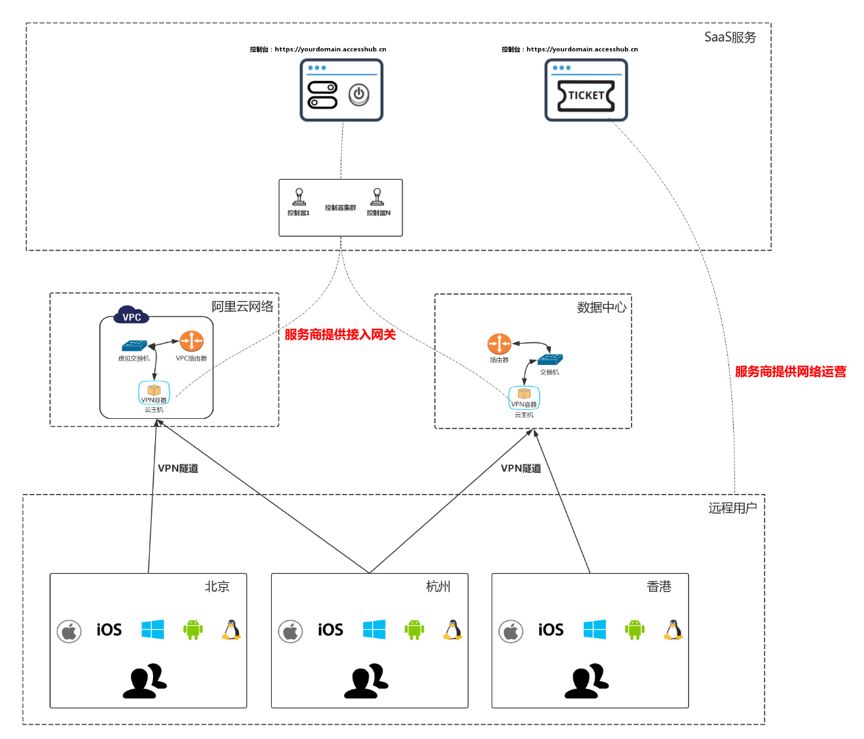 SaaS服务
控制台：https://yourdomain.accesshub.cn
控制台：https://yourdomain.accesshub.cn
TICKET
控制器1
控制器集群
控制器N
阿里云网络
VPC
虚拟交换机
VPC路由器
VPN容器
云主机
服务商提供接入网关
数据中心
路由器
交换机
VPN容器
云主机
服务商提供网络运营
VPN隧道
VPN隧道
远程用户
北京
iOS
杭州
iOS
香港
iOS